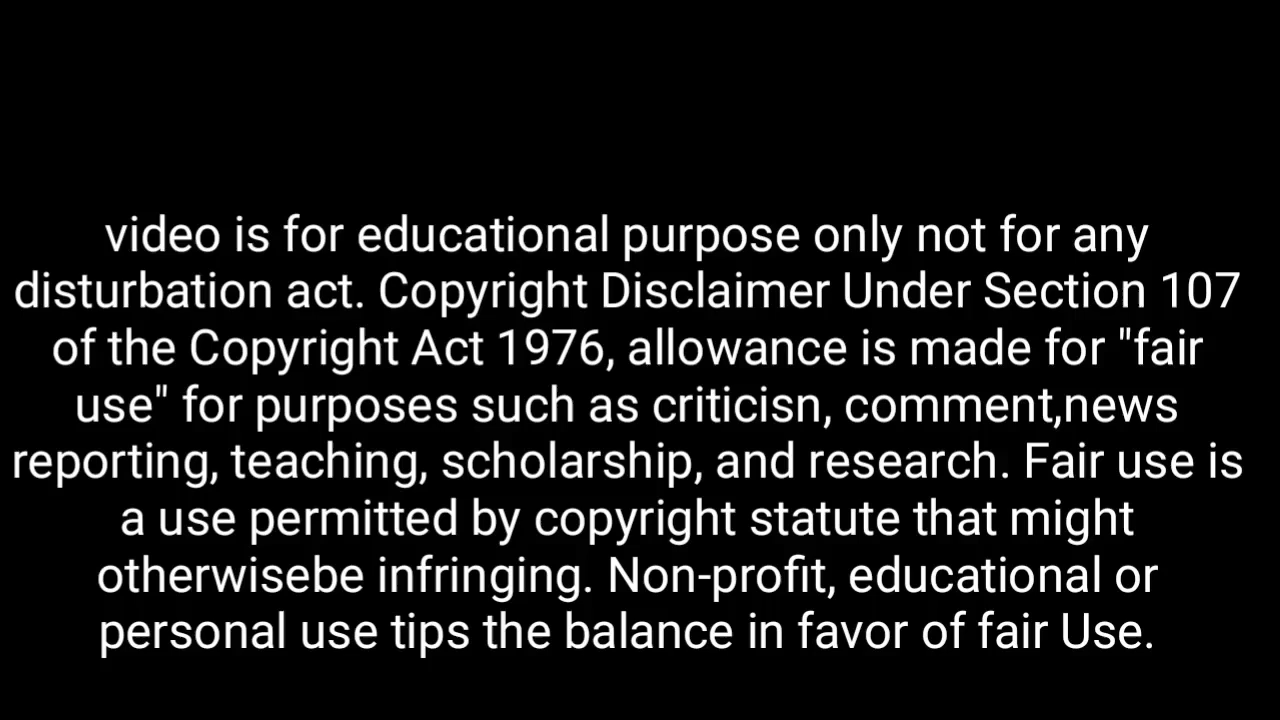 video is for educational purpose only not for any
disturbation act. Copyright Disclaimer Under Section 107
of the Copyright Act 1976, allowance is made for "fair
use" for purposes such as criticisn, comment,news
reporting, teaching, scholarship, and research. Fair use is
a use permitted by copyright statute that might
otherwisebe infringing. Non-profit, educational or
personal use tips the balance in favor of fair Use.